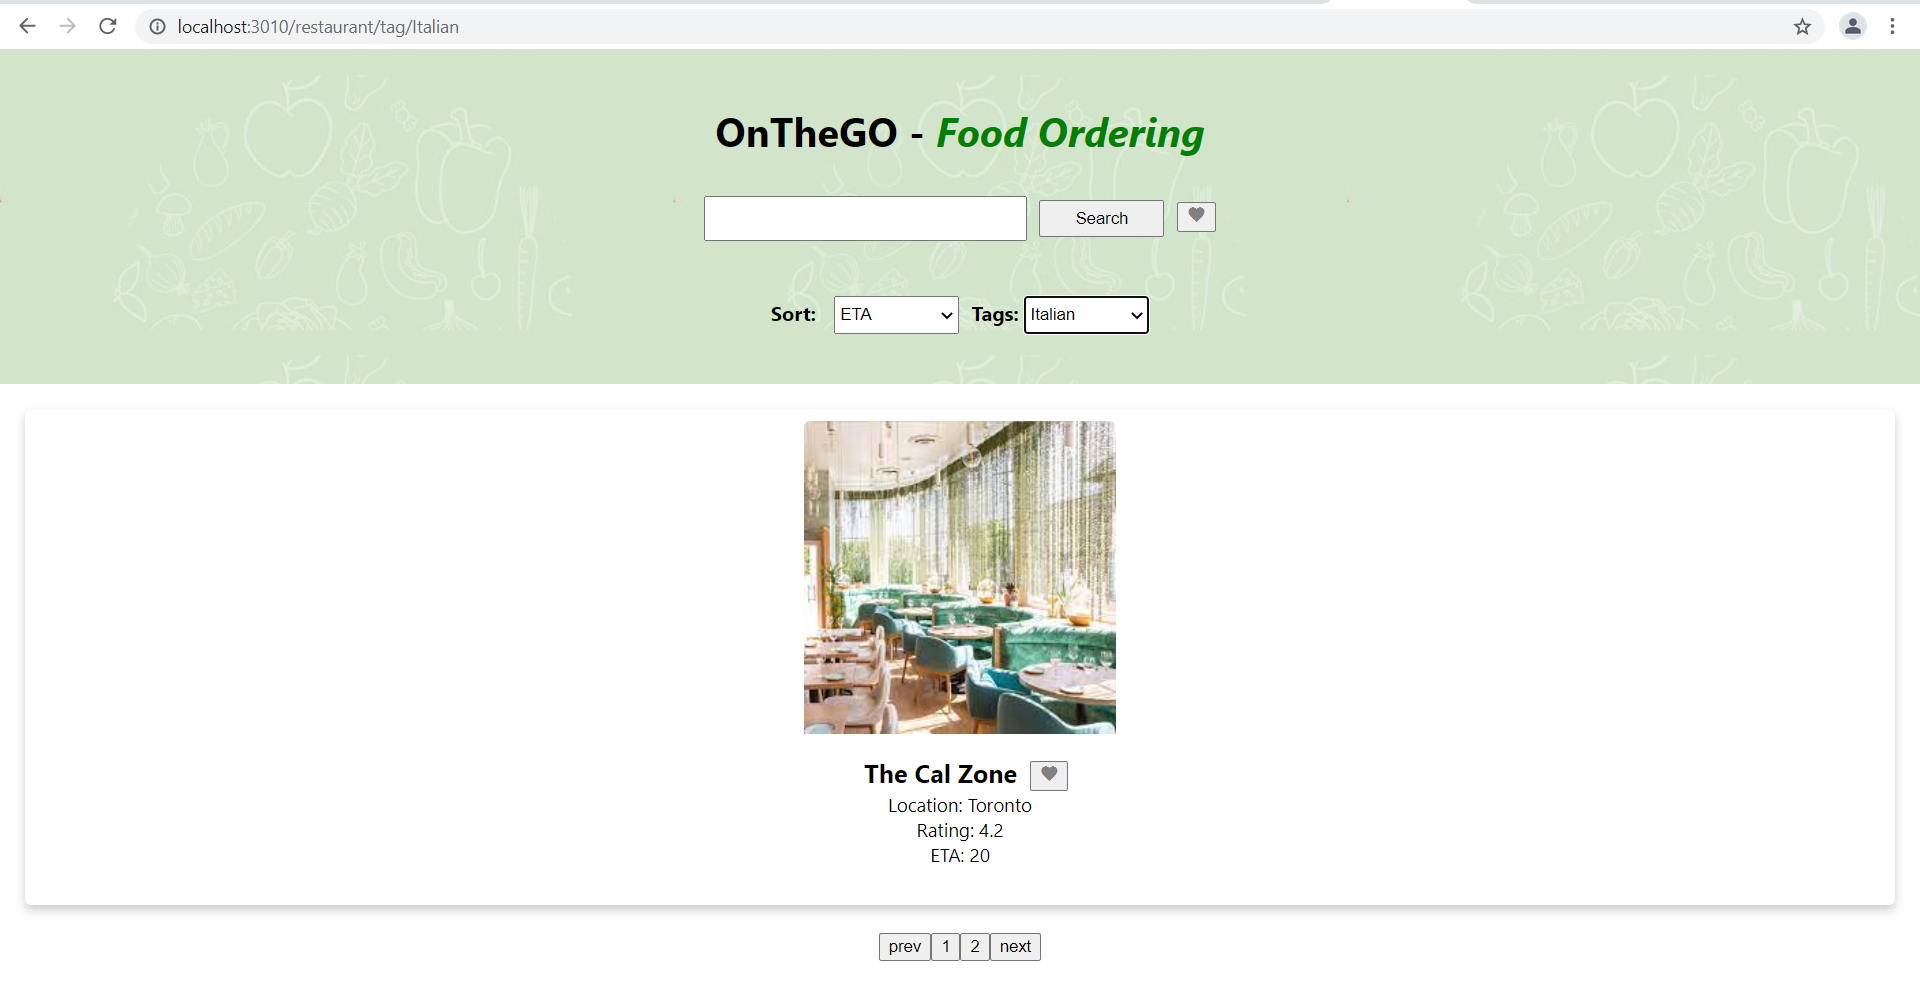 localhost:3010/restaurant/tag/Italian
OnTheGO - Food Ordering
Search
Sort: ETA Tags: Italian
The Cal Zone
Location: Toronto
Rating: 4.2
ETA: 20
prev 1 2 next